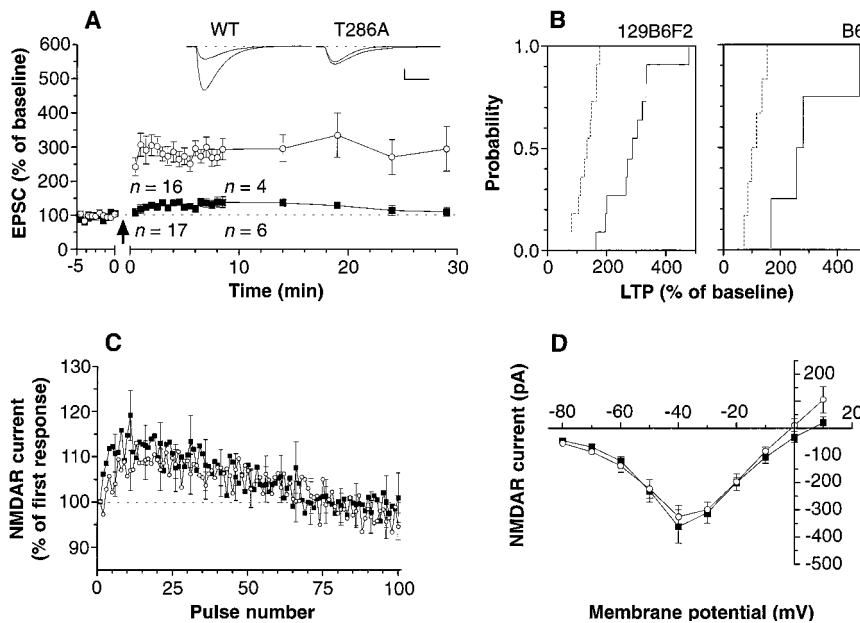 A
WT
T286A
600
500
400
300
200
100
0
EPSC (% of baseline)
n = 16
n = 4
n = 17
n = 6
-5
0
0
10
20
30
Time (min)
B
129B6F2
B6
1.0
0.5
0.0
Probability
200
400
200
400
LTP (% of baseline)
C
130
120
110
100
90
NMDAR current
(% of first response)
0
25
50
75
100
Pulse number
D
200
-80
-60
-40
-20
0
20
-100
-200
-300
-400
-500
NMDAR current (pA)
Membrane potential (mV)